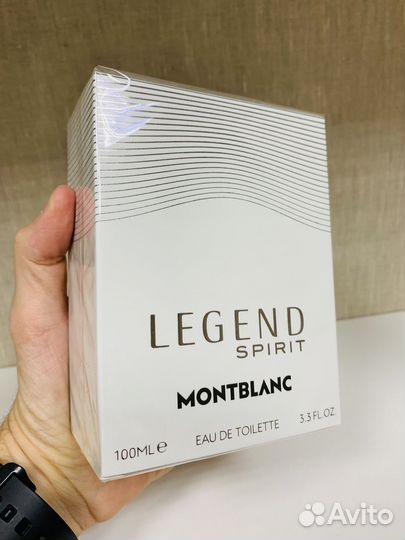 LEGEND
SPIRIT
MONTBLANC
100ML ℮ EAU DE TOILETTE 3.3 FL.OZ.
Avito